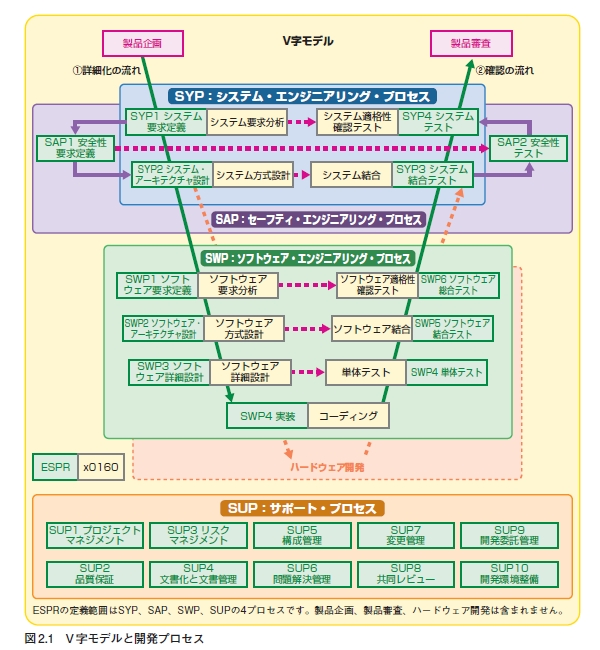 製品企画
V字モデル
製品審査
①詳細化の流れ
②確認の流れ
SYP：システム・エンジニアリング・プロセス
SYP1 システム
要求定義
システム要求分析
システム適格性
確認テスト
SYP4 システム
テスト
SAP1 安全性
要求定義
SAP2 安全性
テスト
SYP2 システム・
アーキテクチャ設計
システム方式設計
システム結合
SYP3 システム
結合テスト
SAP：セーフティ・エンジニアリング・プロセス
SWP：ソフトウェア・エンジニアリング・プロセス
SWP1 ソフト
ウェア要求定義
ソフトウェア
要求分析
ソフトウェア適格性
確認テスト
SWP6 ソフトウェア
総合テスト
SWP2 ソフトウェア・
アーキテクチャ設計
ソフトウェア
方式設計
ソフトウェア結合
SWP5 ソフトウェア
結合テスト
SWP3 ソフト
ウェア詳細設計
ソフトウェア
詳細設計
単体テスト
SWP4 単体テスト
SWP4 実装
コーディング
ハードウェア開発
ESPR
x0160
SUP：サポート・プロセス
SUP1 プロジェクト
マネジメント
SUP3 リスク
マネジメント
SUP5
構成管理
SUP7
変更管理
SUP9
開発委託管理
SUP2
品質保証
SUP4
文書化と文書管理
SUP6
問題解決管理
SUP8
共同レビュー
SUP10
開発環境整備
ESPRの定義範囲はSYP、SAP、SWP、SUPの4プロセスです。製品企画、製品審査、ハードウェア開発は含まれません。
図2.1 V字モデルと開発プロセス